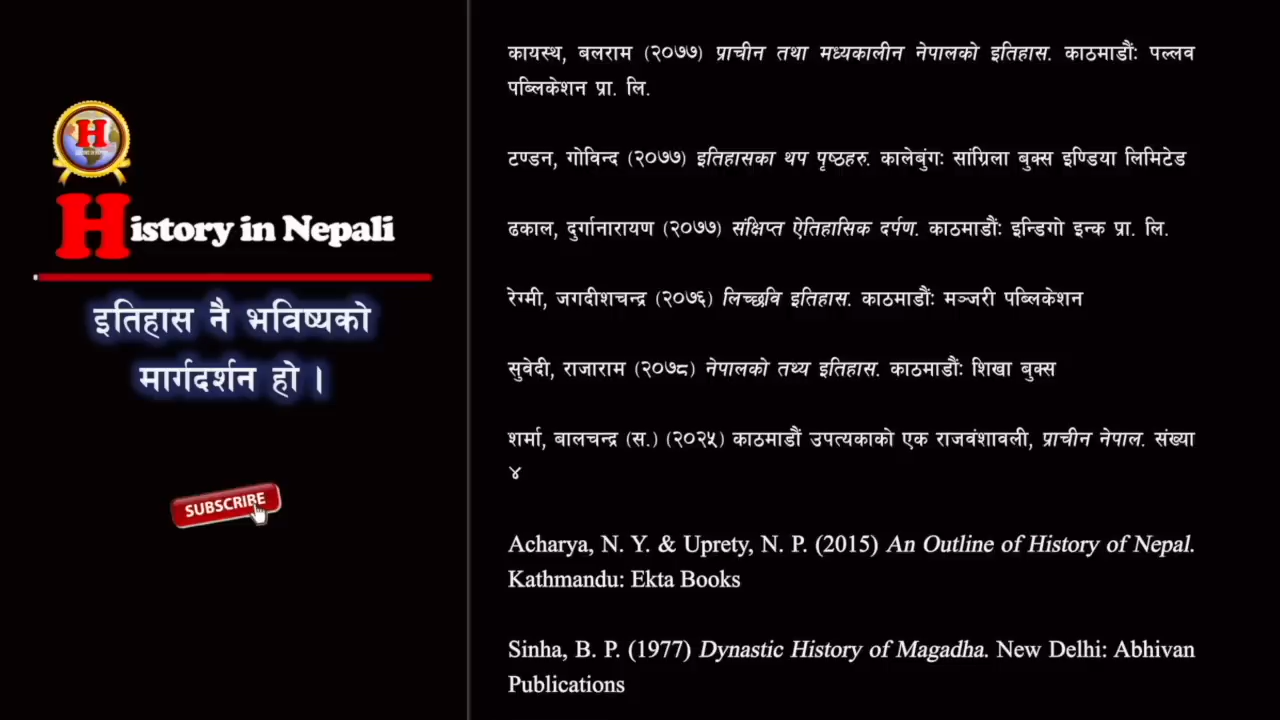 History in Nepali
इतिहास नै भविष्यको
मार्गदर्शन हो ।
SUBSCRIBE
कायस्थ, बलराम (२०७७) प्राचीन तथा मध्यकालीन नेपालको इतिहास. काठमाडौंः पल्लव
पब्लिकेशन प्रा. लि.
टण्डन, गोविन्द (२०७७) इतिहासका थप पृष्ठहरु. कालेबुंगः सांग्रिला बुक्स इण्डिया लिमिटेड
ढकाल, दुर्गानारायण (२०७७) संक्षिप्त ऐतिहासिक दर्पण. काठमाडौंः इन्डिगो इन्क प्रा. लि.
रेग्मी, जगदीशचन्द्र (२०७६) लिच्छवि इतिहास. काठमाडौंः मञ्जरी पब्लिकेशन
सुवेदी, राजाराम (२०७८) नेपालको तथ्य इतिहास. काठमाडौंः शिखा बुक्स
शर्मा, बालचन्द्र (स.) (२०२५) काठमाडौं उपत्यकाको एक राजवंशावली, प्राचीन नेपाल. संख्या
४
Acharya, N. Y. & Uprety, N. P. (2015) An Outline of History of Nepal.
Kathmandu: Ekta Books
Sinha, B. P. (1977) Dynastic History of Magadha. New Delhi: Abhivan
Publications